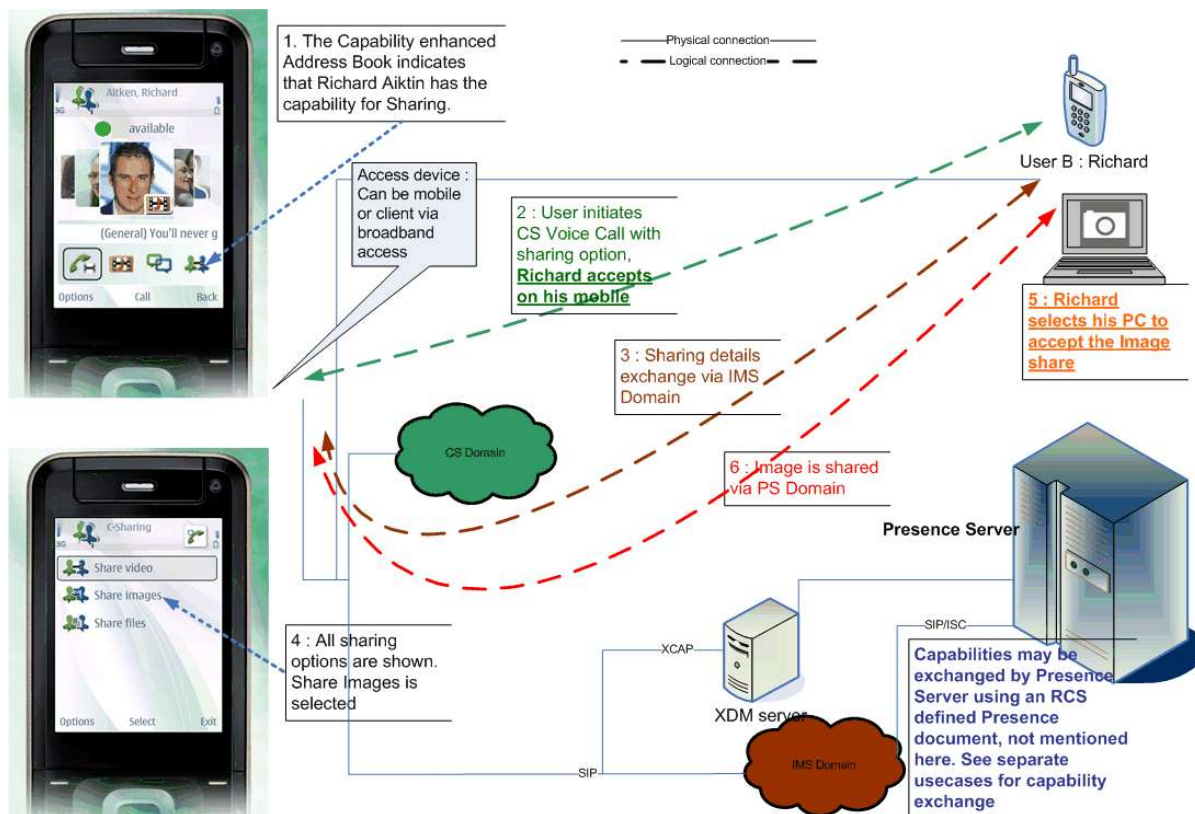 3G
Aitken, Richard
available
(General) You'll never g
Options
Call
Back
1. The Capability enhanced
Address Book indicates
that Richard Aiktin has the
capability for Sharing.
Physical connection
Logical connection
Access device :
Can be mobile
or client via
broadband
access
2 : User initiates
CS Voice Call with
sharing option,
Richard accepts
on his mobile
User B : Richard
5 : Richard
selects his PC to
accept the Image
share
3 : Sharing details
exchange via IMS
Domain
CS Domain
6 : Image is shared
via PS Domain
3G
C-Sharing
Share video
Share images
Share files
Options
Select
Exit
4 : All sharing
options are shown.
Share Images is
selected
Presence Server
SIP/ISC
XCAP
XDM server
SIP
IMS Domain
Capabilities may be
exchanged by Presence
Server using an RCS
defined Presence
document, not mentioned
here. See separate
usecases for capability
exchange